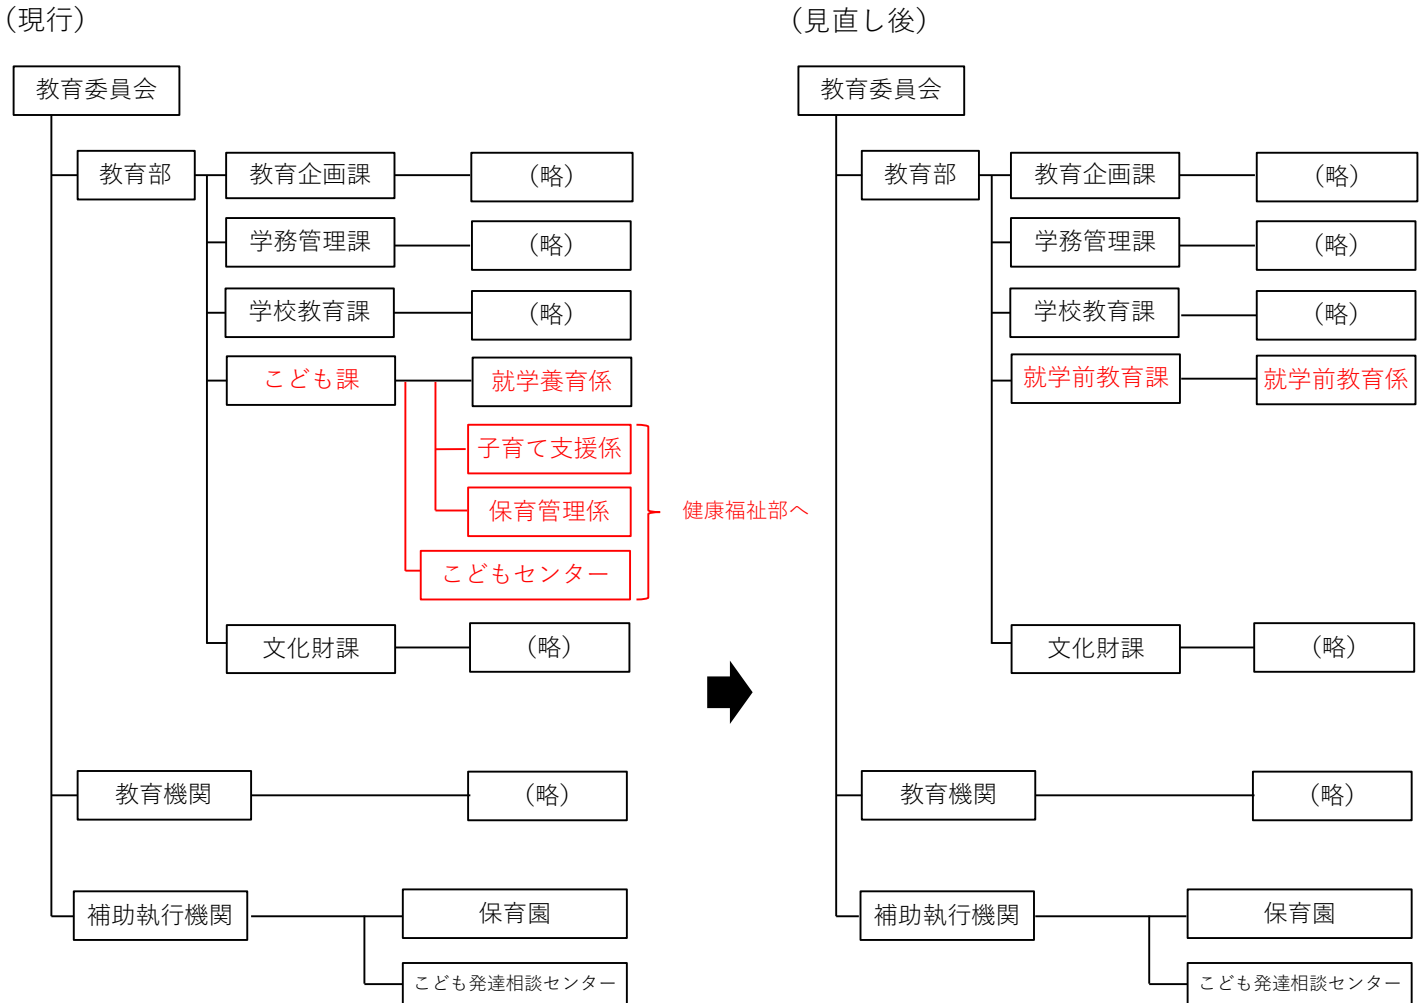 （現行）
教育委員会
教育部
教育企画課
（略）
学務管理課
（略）
学校教育課
（略）
こども課
就学養育係
子育て支援係
保育管理係
こどもセンター
健康福祉部へ
文化財課
（略）
教育機関
（略）
補助執行機関
保育園
こども発達相談センター
（見直し後）
教育委員会
教育部
教育企画課
（略）
学務管理課
（略）
学校教育課
（略）
就学前教育課
就学前教育係
文化財課
（略）
教育機関
（略）
補助執行機関
保育園
こども発達相談センター